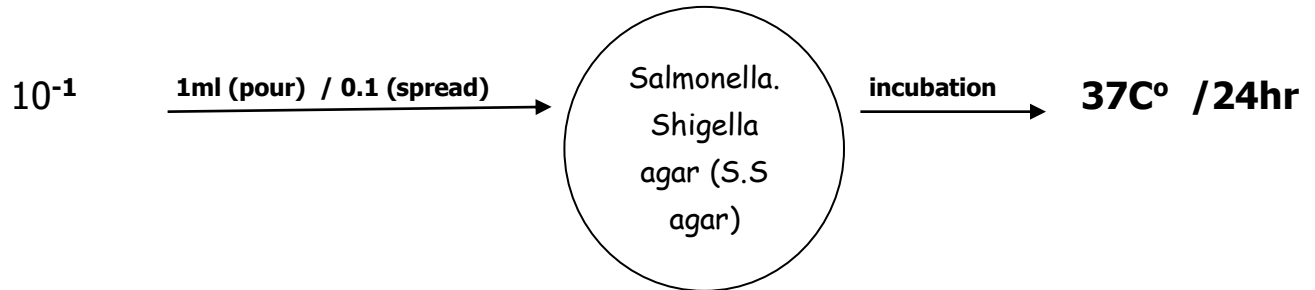 10⁻¹
1ml (pour) / 0.1 (spread)
Salmonella.
Shigella
agar (S.S
agar)
incubation
37Cº /24hr